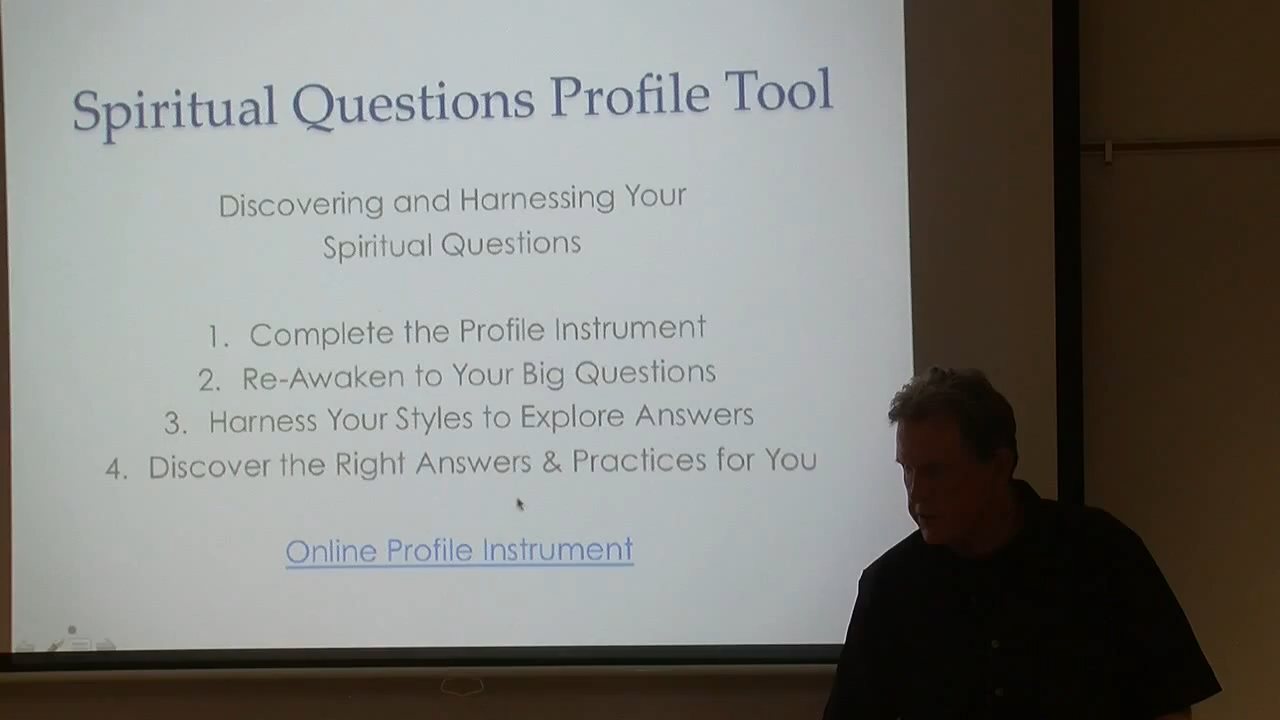 Spiritual Questions Profile Tool
Discovering and Harnessing Your
Spiritual Questions
1. Complete the Profile Instrument
2. Re-Awaken to Your Big Questions
3. Harness Your Styles to Explore Answers
4. Discover the Right Answers & Practices for You
Online Profile Instrument